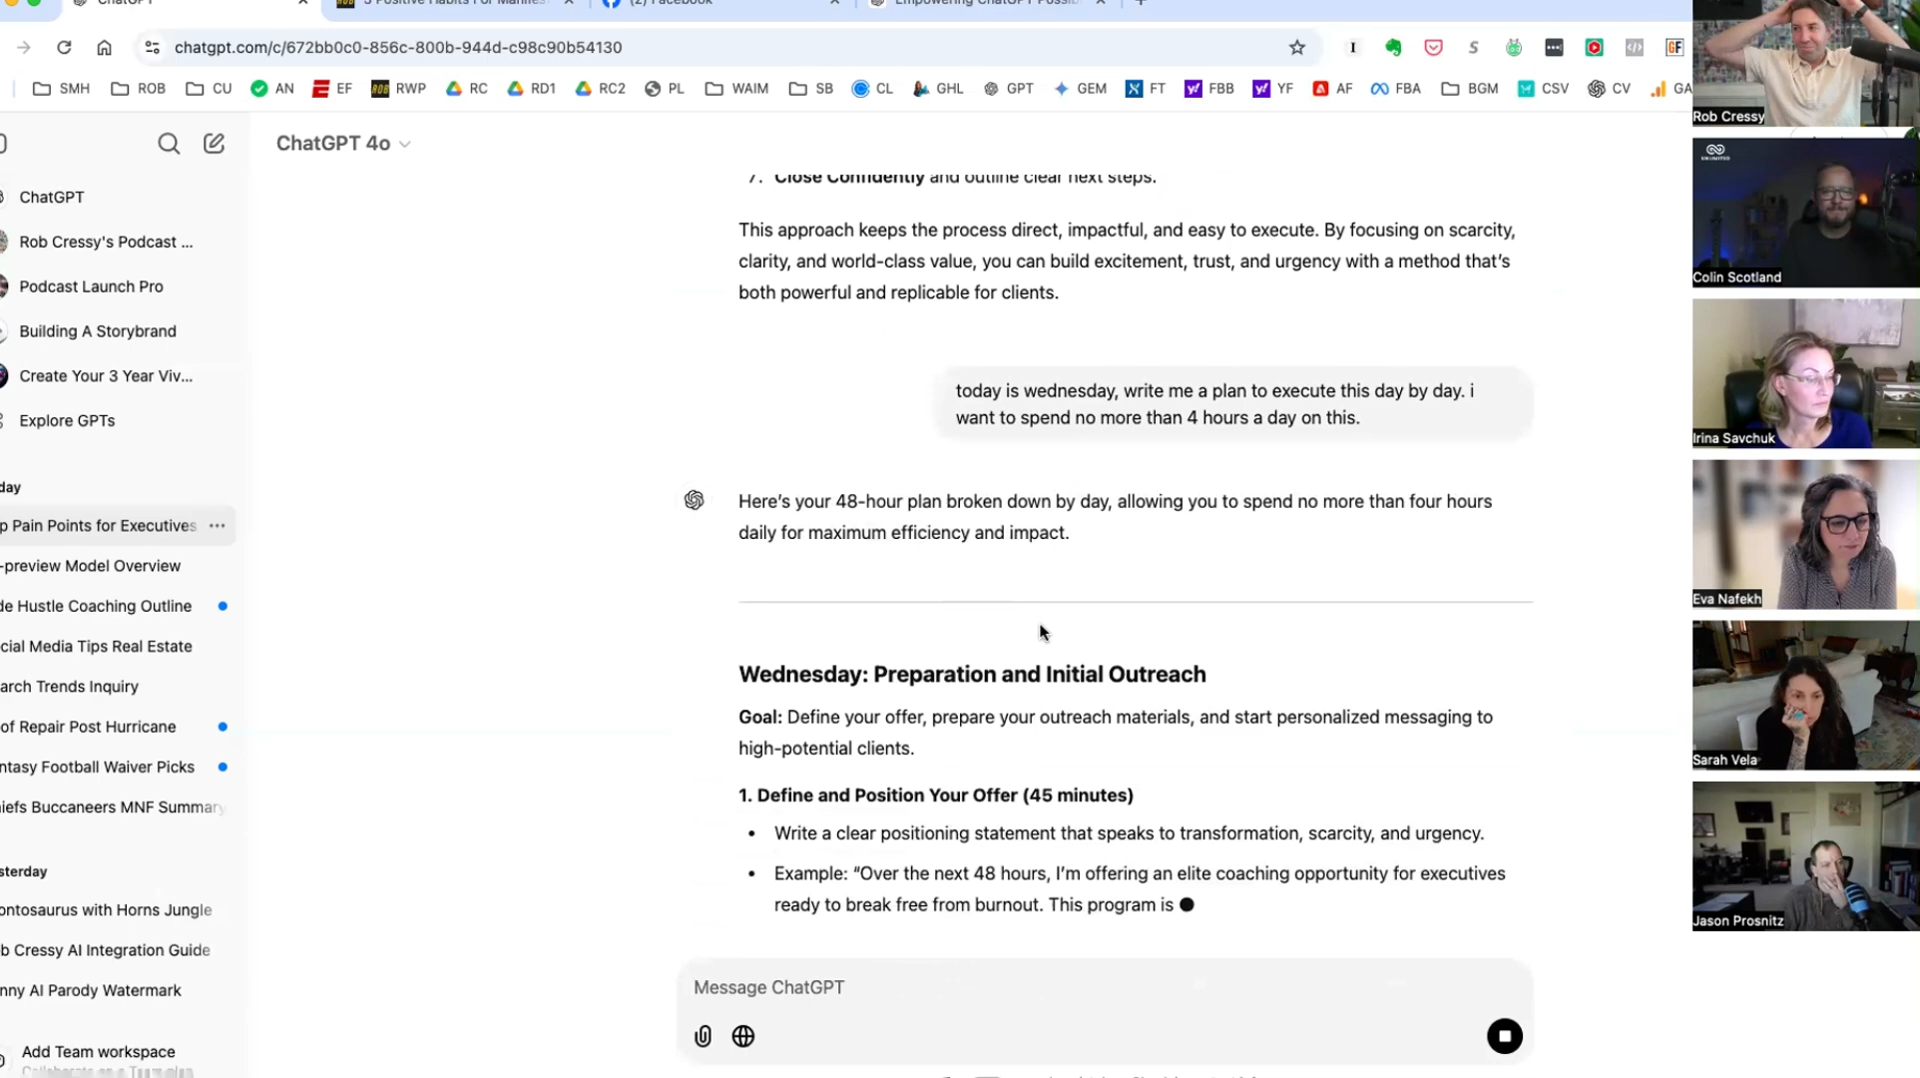 ChatGPT
(2) Facebook
chatgpt.com/c/672bb0c0-856c-800b-944d-c98c90b54130
SMH ROB CU AN EF RWP RC RD1 RC2 PL WAIM SB CL GHL GPT GEM FT FBB YF AF FBA BGM CSV CV GA
ChatGPT 4o
ChatGPT
Rob Cressy's Podcast ...
Podcast Launch Pro
Building A Storybrand
Create Your 3 Year Viv...
Explore GPTs
day
p Pain Points for Executives
-preview Model Overview
de Hustle Coaching Outline
cial Media Tips Real Estate
arch Trends Inquiry
of Repair Post Hurricane
ntasy Football Waiver Picks
iefs Buccaneers MNF Summary
sterday
ontosaurus with Horns Jungle
b Cressy AI Integration Guide
nny AI Parody Watermark
Add Team workspace
7. Close Confidently and outline clear next steps.
This approach keeps the process direct, impactful, and easy to execute. By focusing on scarcity,
clarity, and world-class value, you can build excitement, trust, and urgency with a method that's
both powerful and replicable for clients.
today is wednesday, write me a plan to execute this day by day. i
want to spend no more than 4 hours a day on this.
Here's your 48-hour plan broken down by day, allowing you to spend no more than four hours
daily for maximum efficiency and impact.
Wednesday: Preparation and Initial Outreach
Goal: Define your offer, prepare your outreach materials, and start personalized messaging to
high-potential clients.
1. Define and Position Your Offer (45 minutes)
• Write a clear positioning statement that speaks to transformation, scarcity, and urgency.
• Example: "Over the next 48 hours, I'm offering an elite coaching opportunity for executives
ready to break free from burnout. This program is
Message ChatGPT
Rob Cressy
UNLIMITED
Colin Scotland
Irina Savchuk
Eva Nafekh
Sarah Vela
Jason Prosnitz